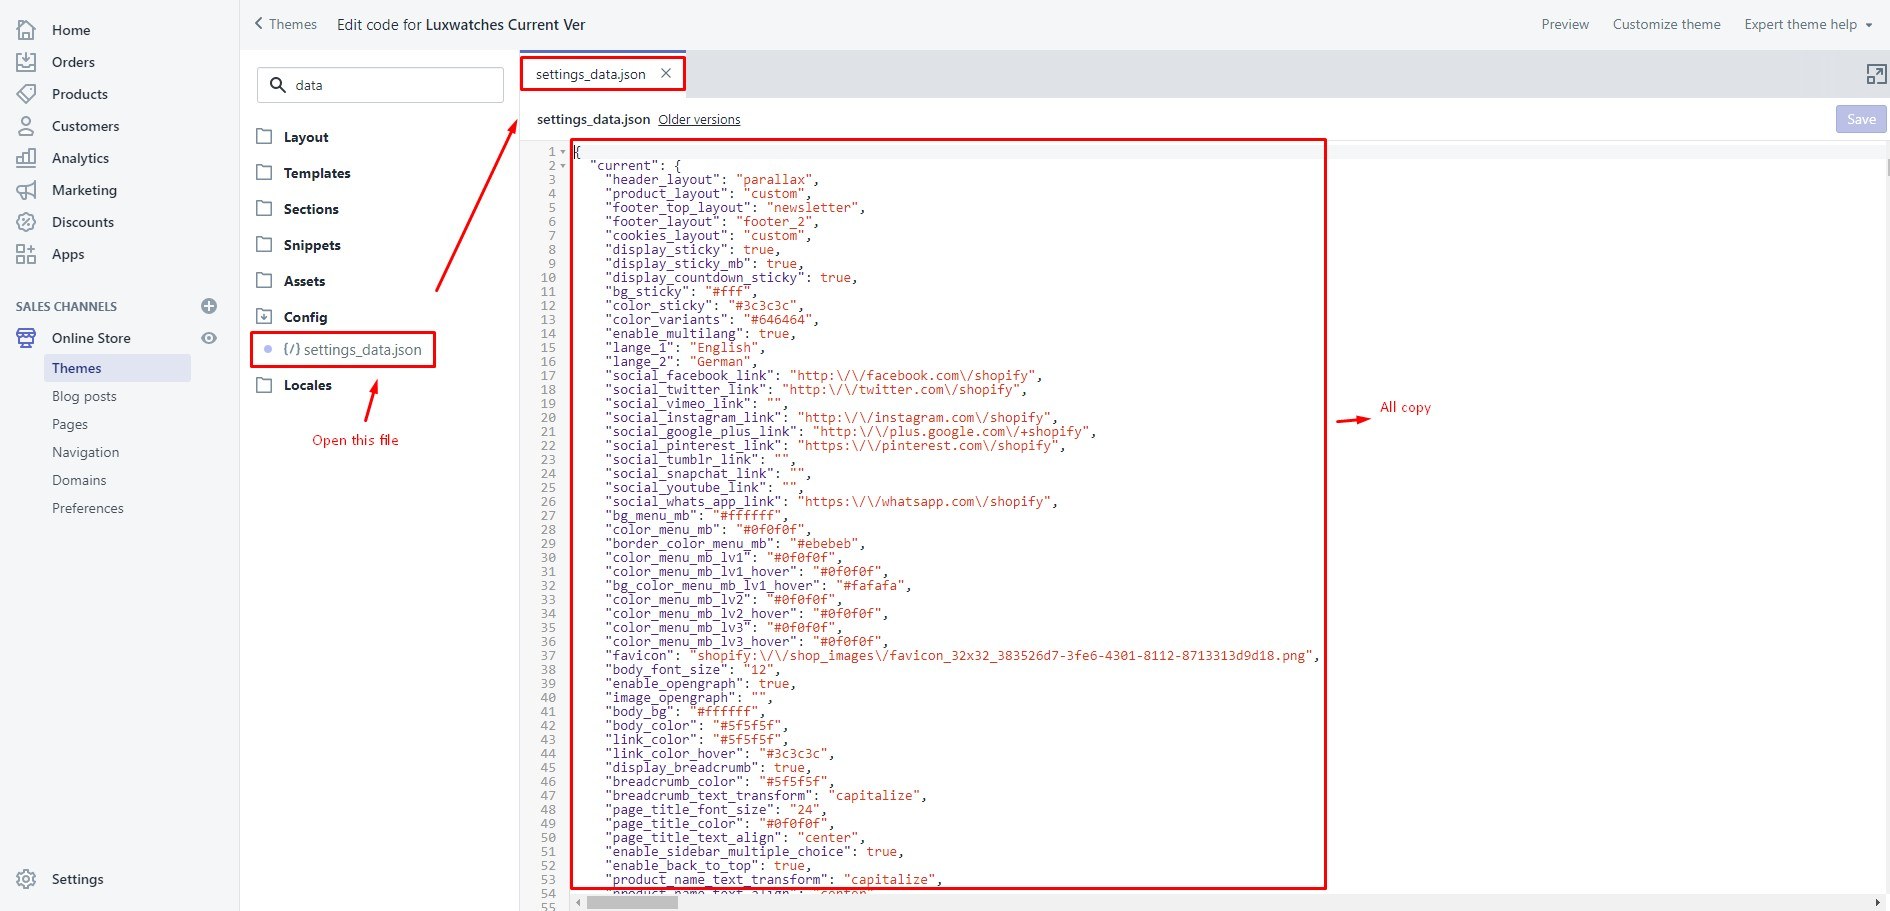 Home
Orders
Products
Customers
Analytics
Marketing
Discounts
Apps
SALES CHANNELS
Online Store
Themes
Blog posts
Pages
Navigation
Domains
Preferences
Settings
Themes Edit code for Luxwatches Current Ver
Preview Customize theme Expert theme help
data
Layout
Templates
Sections
Snippets
Assets
Config
{/} settings_data.json
Locales
Open this file
settings_data.json
settings_data.json Older versions
Save
1 {
2 "current": {
3 "header_layout": "parallax",
4 "product_layout": "custom",
5 "footer_top_layout": "newsletter",
6 "footer_layout": "footer_2",
7 "cookies_layout": "custom",
8 "display_sticky": true,
9 "display_sticky_mb": true,
10 "display_countdown_sticky": true,
11 "bg_sticky": "#fff",
12 "color_sticky": "#3c3c3c",
13 "color_variants": "#646464",
14 "enable_multilang": true,
15 "lange_1": "English",
16 "lange_2": "German",
17 "social_facebook_link": "http:\/\/facebook.com\/shopify",
18 "social_twitter_link": "http:\/\/twitter.com\/shopify",
19 "social_vimeo_link": "",
20 "social_instagram_link": "http:\/\/instagram.com\/shopify",
21 "social_google_plus_link": "http:\/\/plus.google.com\/+shopify",
22 "social_pinterest_link": "https:\/\/pinterest.com\/shopify",
23 "social_tumblr_link": "",
24 "social_snapchat_link": "",
25 "social_youtube_link": "",
26 "social_whats_app_link": "https:\/\/whatsapp.com\/shopify",
27 "bg_menu_mb": "#ffffff",
28 "color_menu_mb": "#0f0f0f",
29 "border_color_menu_mb": "#ebebeb",
30 "color_menu_mb_lv1": "#0f0f0f",
31 "color_menu_mb_lv1_hover": "#0f0f0f",
32 "bg_color_menu_mb_lv1_hover": "#fafafa",
33 "color_menu_mb_lv2": "#0f0f0f",
34 "color_menu_mb_lv2_hover": "#0f0f0f",
35 "color_menu_mb_lv3": "#0f0f0f",
36 "color_menu_mb_lv3_hover": "#0f0f0f",
37 "favicon": "shopify:\/\/shop_images\/favicon_32x32_383526d7-3fe6-4301-8112-8713313d9d18.png",
38 "body_font_size": "12",
39 "enable_opengraph": true,
40 "image_opengraph": "",
41 "body_bg": "#ffffff",
42 "body_color": "#5f5f5f",
43 "link_color": "#5f5f5f",
44 "link_color_hover": "#3c3c3c",
45 "display_breadcrumb": true,
46 "breadcrumb_color": "#5f5f5f",
47 "breadcrumb_text_transform": "capitalize",
48 "page_title_font_size": "24",
49 "page_title_color": "#0f0f0f",
50 "page_title_text_align": "center",
51 "enable_sidebar_multiple_choice": true,
52 "enable_back_to_top": true,
53 "product_name_text_transform": "capitalize",
54 "product_name_text_align": "center"
55
All copy